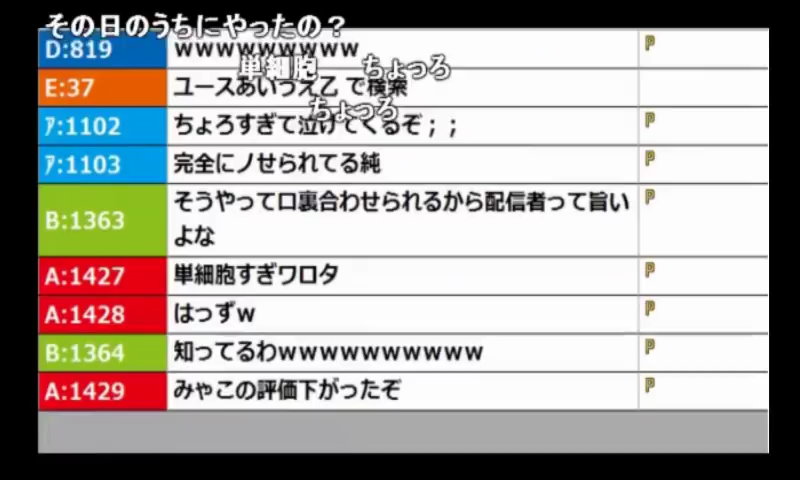 その日のうちにやったの？
D:819 wwwwwwwww P
単細胞 ちょっろ
E:37 ユースあいうえ乙 で検索
ちょっろ
ｱ:1102 ちょろすぎて泣けてくるぞ；； P
ｱ:1103 完全にノせられてる純 P
B:1363 そうやって口裏合わせられるから配信者って旨い P
よな
A:1427 単細胞すぎワロタ P
A:1428 はっずw P
B:1364 知ってるわwwwwwwwwwww P
A:1429 みゃこの評価下がったぞ P